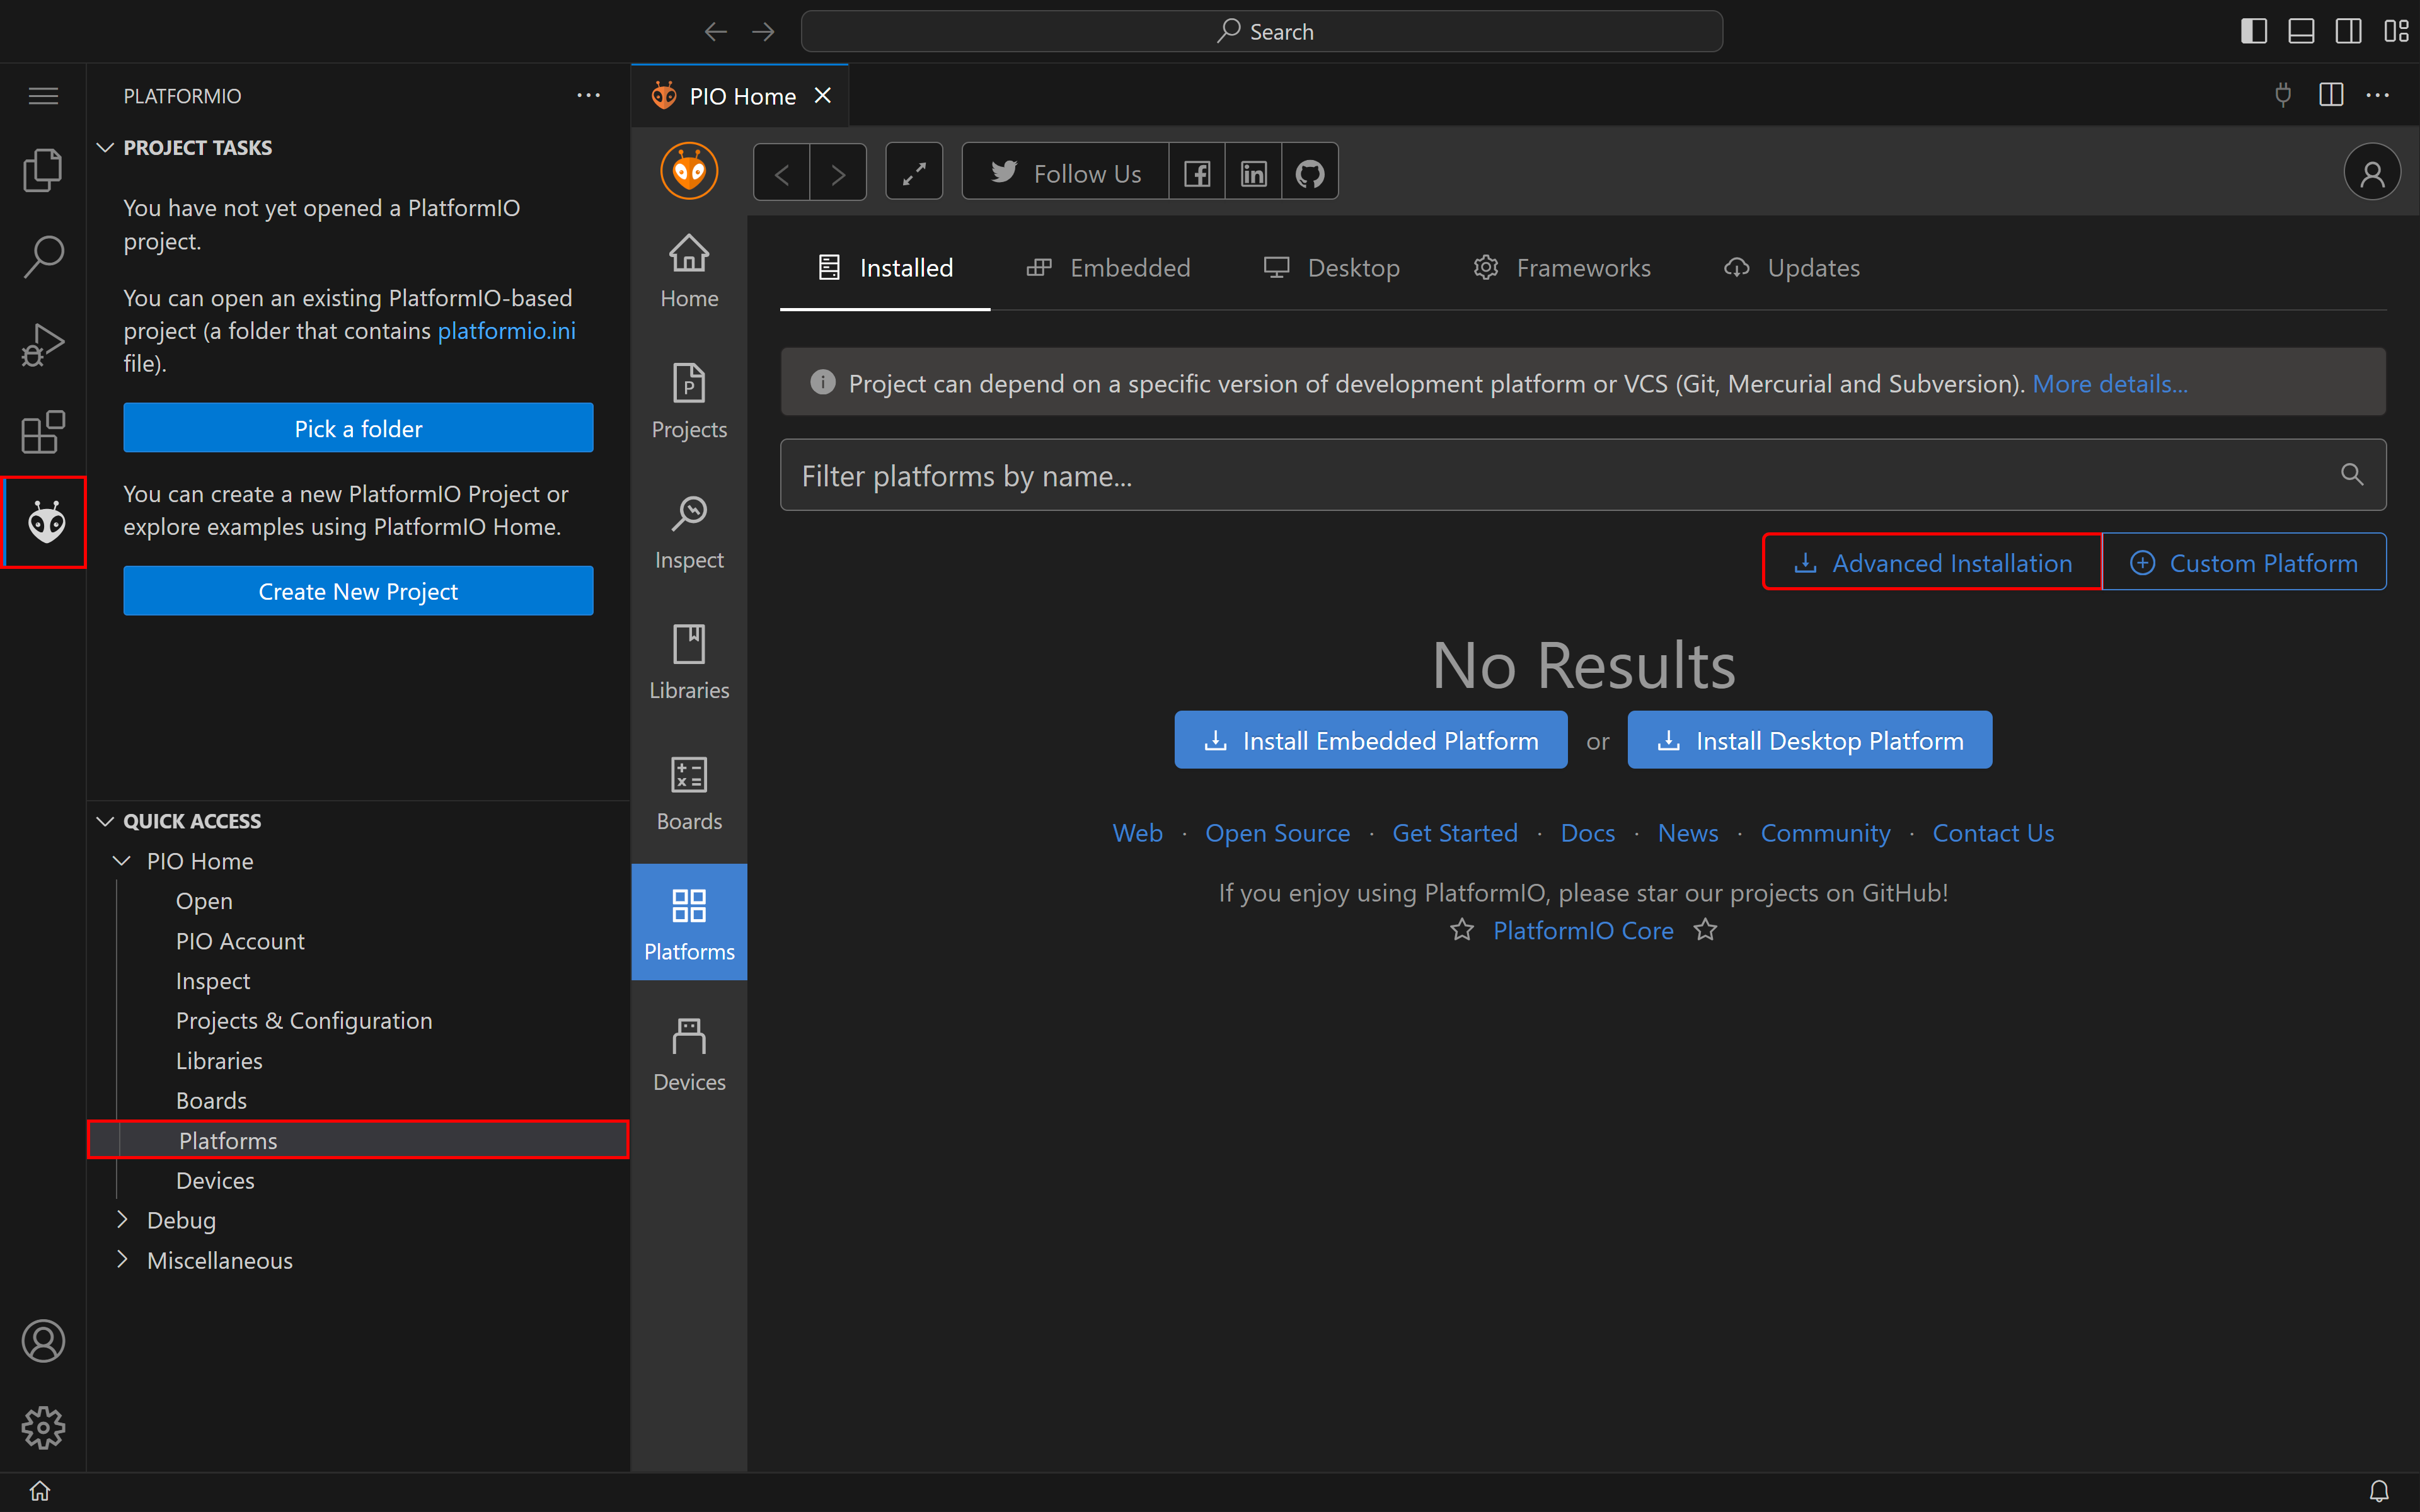 Search
PLATFORMIO
PROJECT TASKS
You have not yet opened a PlatformIO
project.
You can open an existing PlatformIO-based
project (a folder that contains platformio.ini
file).
Pick a folder
You can create a new PlatformIO Project or
explore examples using PlatformIO Home.
Create New Project
QUICK ACCESS
PIO Home
Open
PIO Account
Inspect
Projects & Configuration
Libraries
Boards
Platforms
Devices
Debug
Miscellaneous
PIO Home
Follow Us
Home
Projects
Inspect
Libraries
Boards
Platforms
Devices
Installed Embedded Desktop Frameworks Updates
Project can depend on a specific version of development platform or VCS (Git, Mercurial and Subversion). More details...
Filter platforms by name...
Advanced Installation Custom Platform
No Results
Install Embedded Platform or Install Desktop Platform
Web · Open Source · Get Started · Docs · News · Community · Contact Us
If you enjoy using PlatformIO, please star our projects on GitHub!
PlatformIO Core